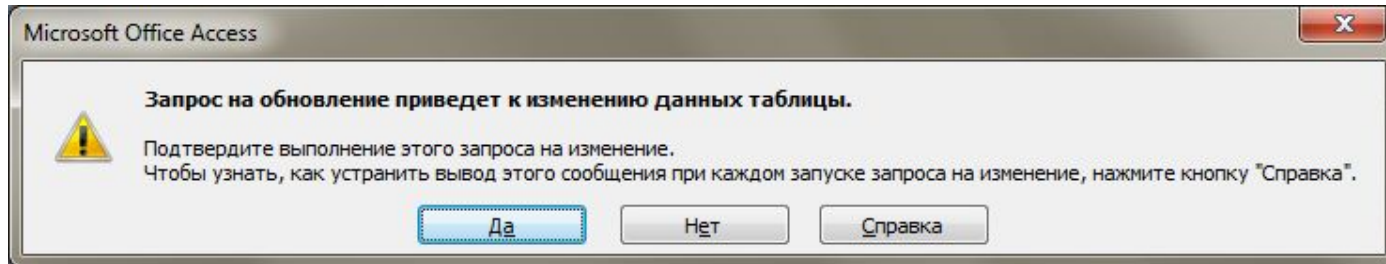 Microsoft Office Access
Запрос на обновление приведет к изменению данных таблицы.
Подтвердите выполнение этого запроса на изменение.
Чтобы узнать, как устранить вывод этого сообщения при каждом запуске запроса на изменение, нажмите кнопку "Справка".
Да Нет Справка